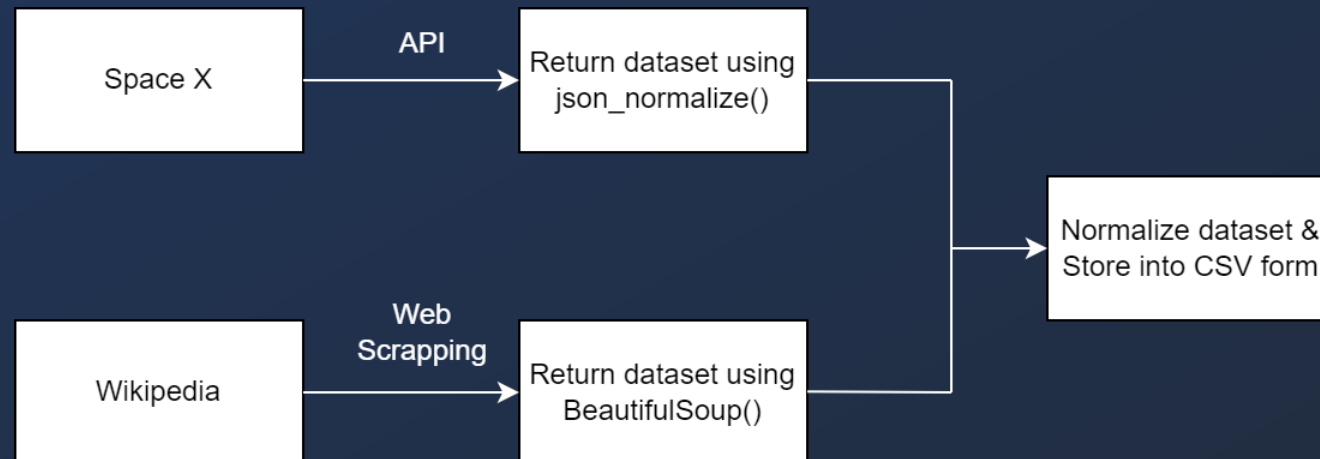 Space X
API
Return dataset using
json_normalize()
Normalize dataset &
Store into CSV form
Wikipedia
Web
Scrapping
Return dataset using
BeautifulSoup()